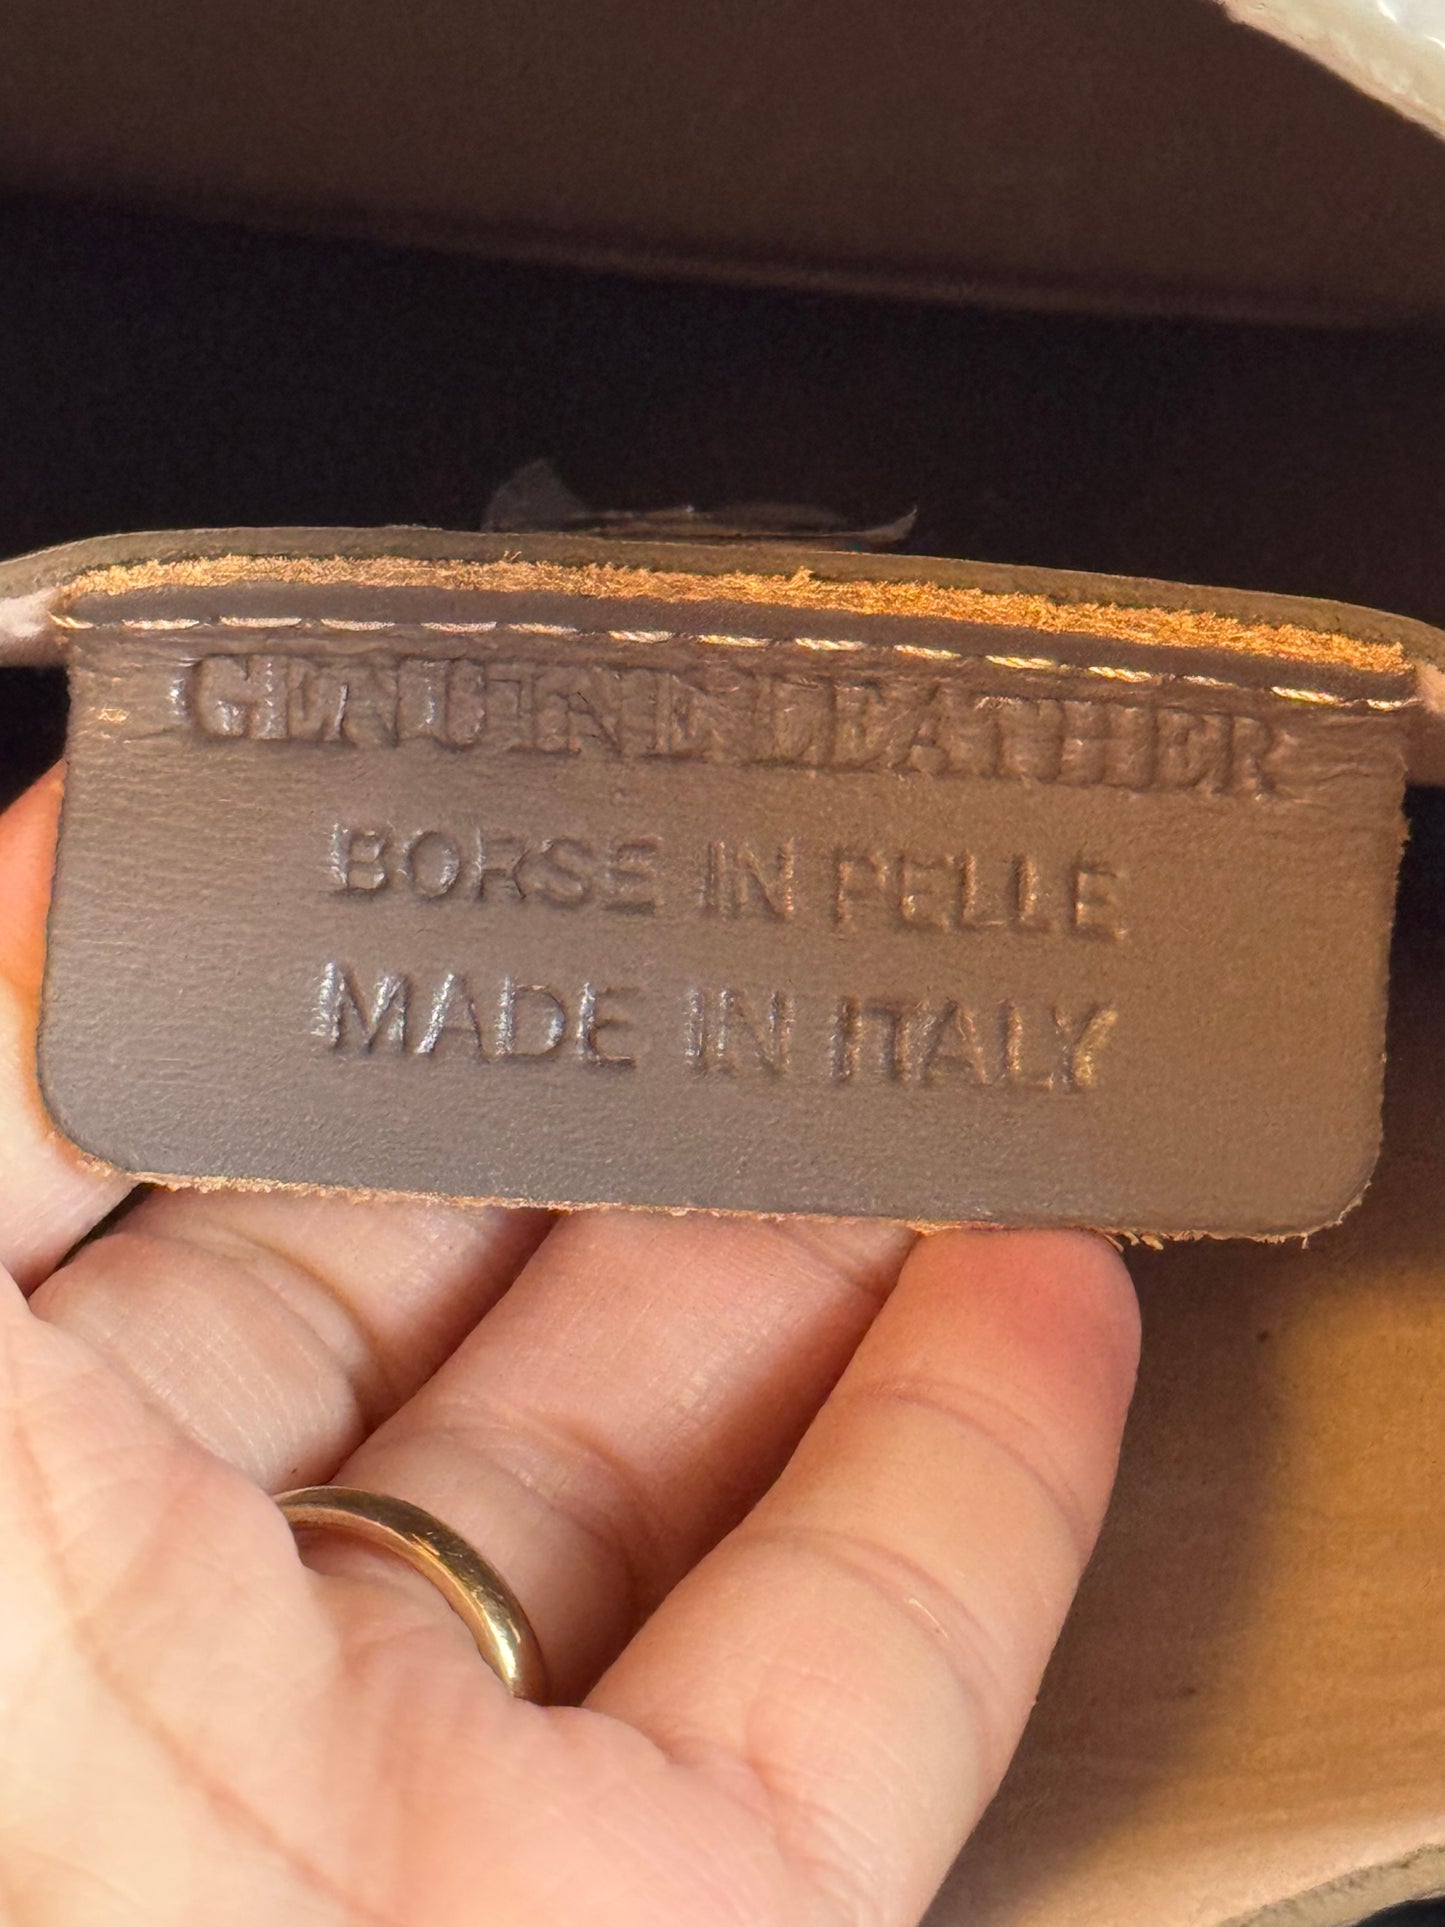 GENUINE LEATHER
BORSE IN PELLE
MADE IN ITALY